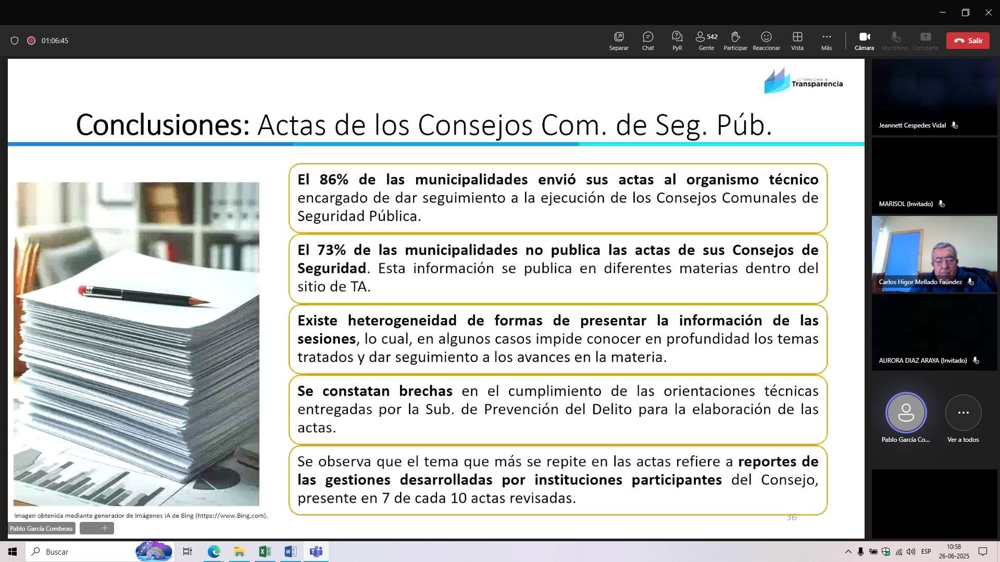 01:06:45
Separar
Chat
PyR
542
Gente
Participar
Reaccionar
Vista
Más
Cámara
Micrófono
Comparte
Salir
consejo para la
Transparencia
Conclusiones: Actas de los Consejos Com. de Seg. Púb.
El 86% de las municipalidades envió sus actas al organismo técnico
encargado de dar seguimiento a la ejecución de los Consejos Comunales de
Seguridad Pública.
El 73% de las municipalidades no publica las actas de sus Consejos de
Seguridad. Esta información se publica en diferentes materias dentro del
sitio de TA.
Existe heterogeneidad de formas de presentar la información de las
sesiones, lo cual, en algunos casos impide conocer en profundidad los temas
tratados y dar seguimiento a los avances en la materia.
Se constatan brechas en el cumplimiento de las orientaciones técnicas
entregadas por la Sub. de Prevención del Delito para la elaboración de las
actas.
Se observa que el tema que más se repite en las actas refiere a reportes de
las gestiones desarrolladas por instituciones participantes del Consejo,
presente en 7 de cada 10 actas revisadas.
Imagen obtenida mediante generador de imágenes IA de Bing (https://www.Bing,com).
36
Pablo García Combeau
Jeannett Cespedes Vidal
MARISOL (Invitado)
Carlos Higor Mellado Faúndez
AURORA DIAZ ARAYA (Invitado)
Pablo García Co...
Ver a todos
Buscar
ESP
10:58
26-06-2025